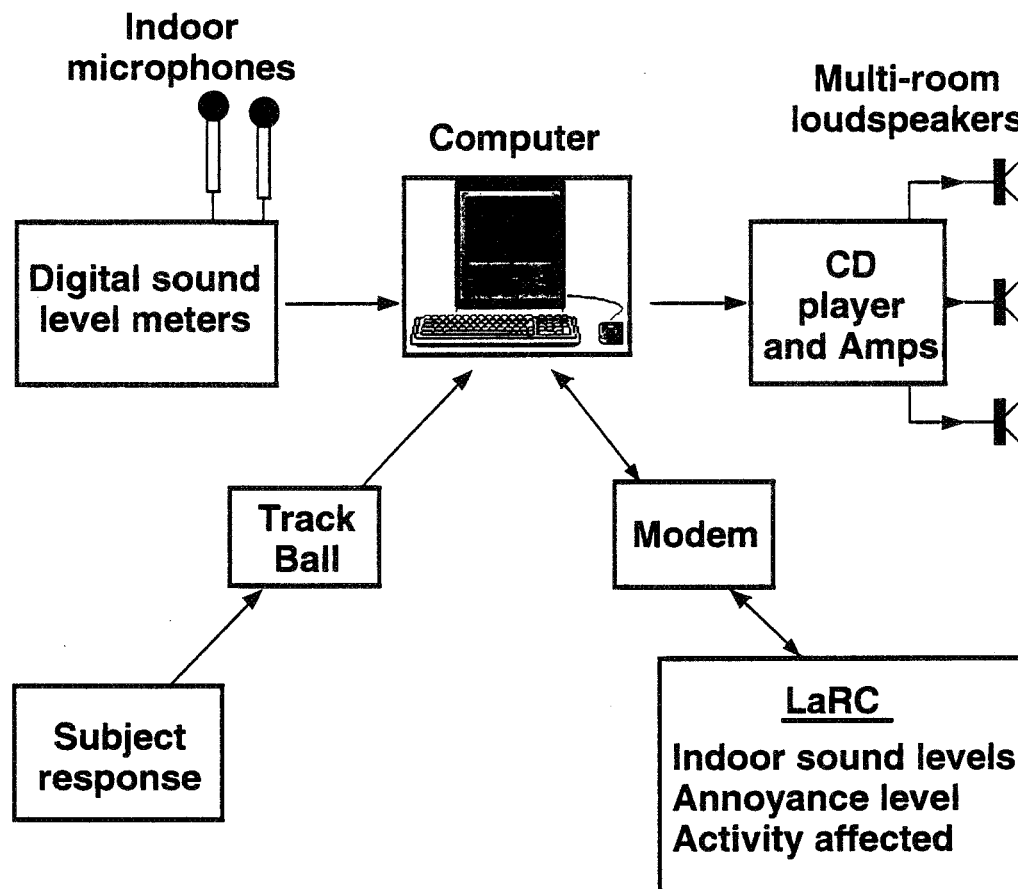 Indoor
microphones
Multi-room
loudspeakers
Computer
Digital sound
level meters
CD
player
and Amps
Track
Ball
Modem
Subject
response
LaRC
Indoor sound levels
Annoyance level
Activity affected